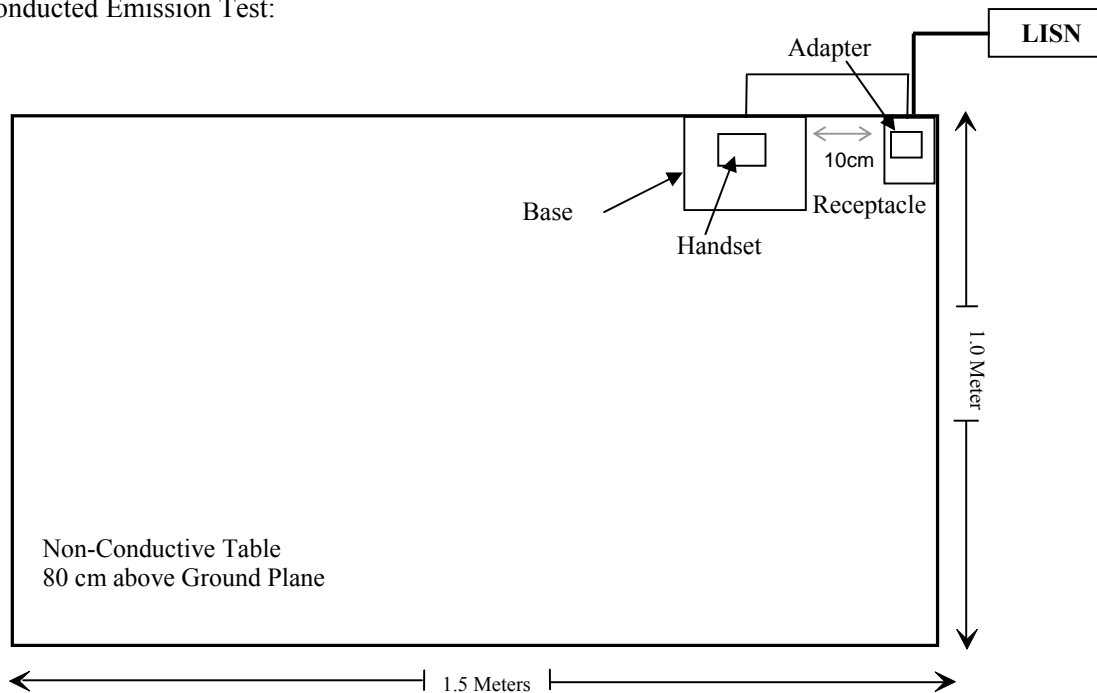 onducted Emission Test:
LISN
Adapter
10cm
Base
Receptacle
Handset
1.0 Meter
Non-Conductive Table
80 cm above Ground Plane
1.5 Meters